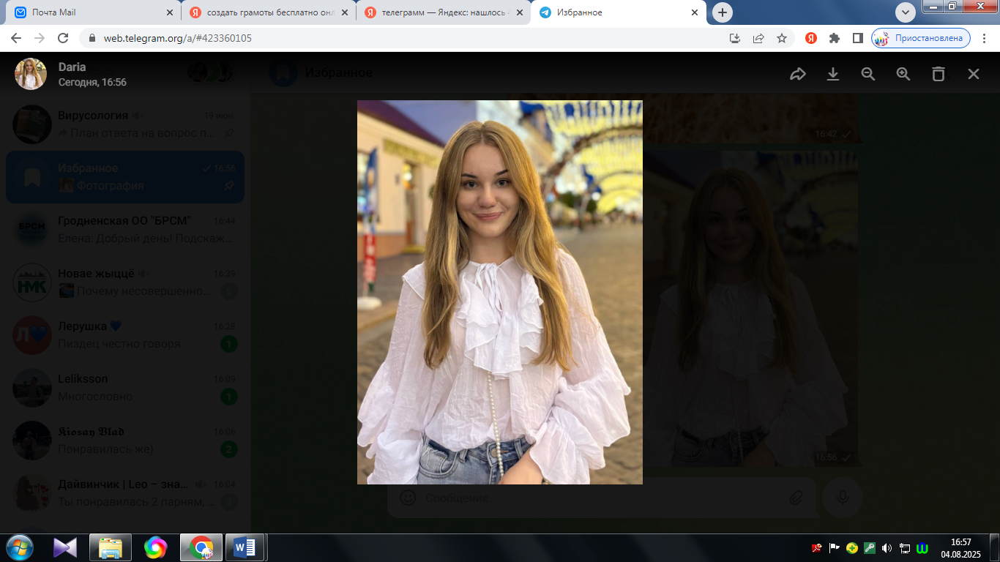 Почта Mail
создать грамоты бесплатно онл
телеграмм — Яндекс: нашлось
Избранное
web.telegram.org/a/#423360105
Приостановлена
Daria
Сегодня, 16:56
Избранное
Вирусология
19 июн.
План ответа на вопрос п...
16:42
Избранное
16:56
Фотография
Гродненская ОО "БРСМ"
16:44
БРСМ
Елена: Добрый день! Подскаж...
Новае жыццё
16:39
НМК
Почему несовершенно...
Лерушка
16:28
Л
Пиздец честно говоря
1
Leliksson
16:09
Многословно
1
𝕶𝖎𝖔𝖘𝖆𝖞 𝕭𝖑𝖆𝖉
16:06
Понравилась же)
2
Дайвинчик | Leo – зна...
16:04
Ты понравилась 2 парням, ...
16:56
Сообщение
16:57
04.08.2025